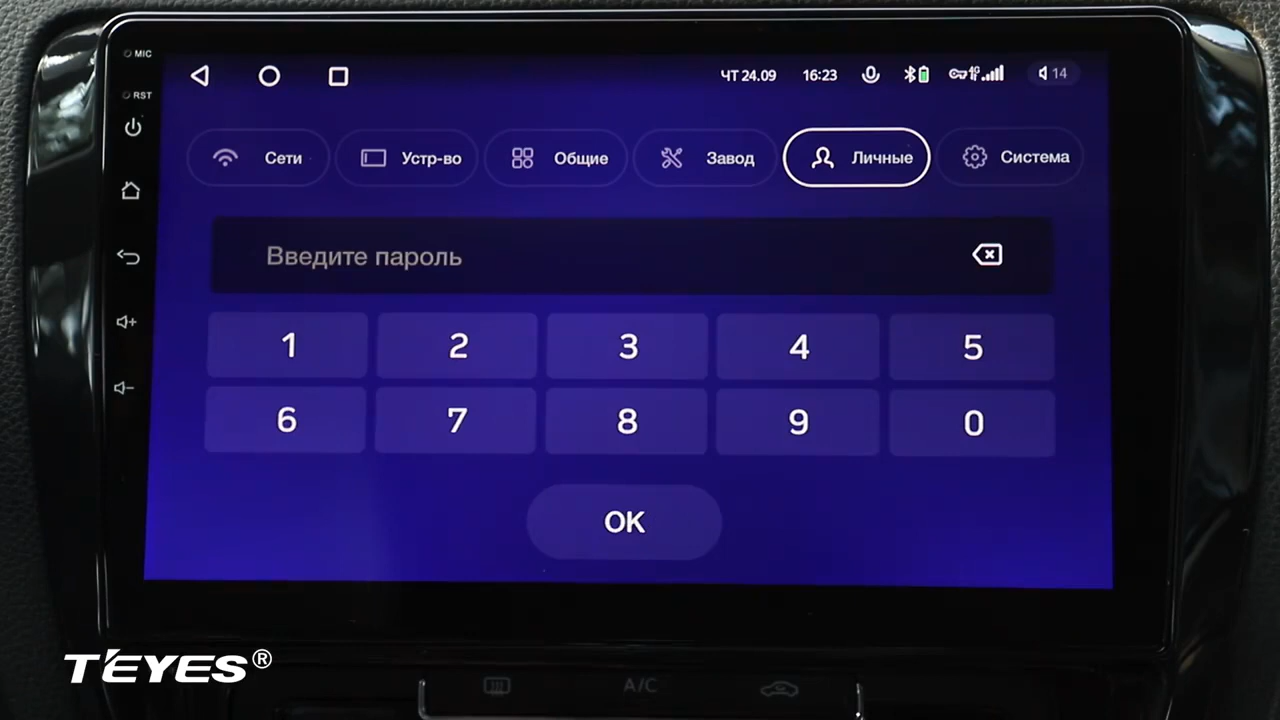 MIC
ЧТ 24.09 16:23 4G 14
RST
Сети Устр-во Общие Завод Личные Система
Введите пароль
1 2 3 4 5
6 7 8 9 0
OK
TEYES®
A/C